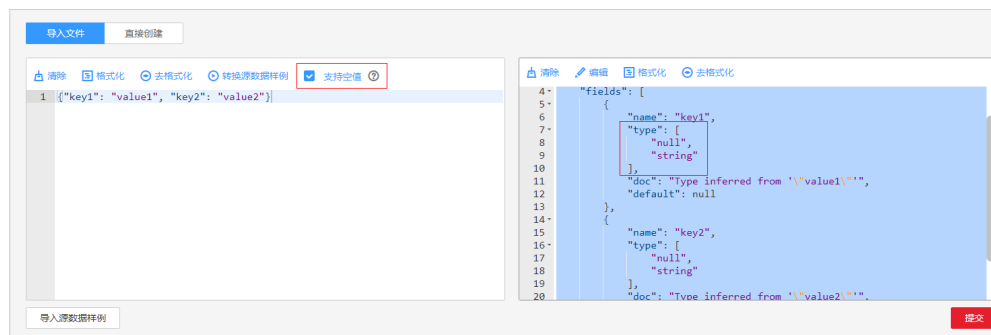 导入文件 直接创建
清除 格式化 去格式化 转换源数据样例 支持空值 ?
1 {"key1": "value1", "key2": "value2"}
清除 编辑 格式化 去格式化
4 "fields": [
5 {
6 "name": "key1",
7 "type": [
8 "null",
9 "string"
10 ],
11 "doc": "Type inferred from '\"value1\"'",
12 "default": null
13 },
14 {
15 "name": "key2",
16 "type": [
17 "null",
18 "string"
19 ],
20 "doc": "Type inferred from '\"value2\"'",
导入源数据样例
提交